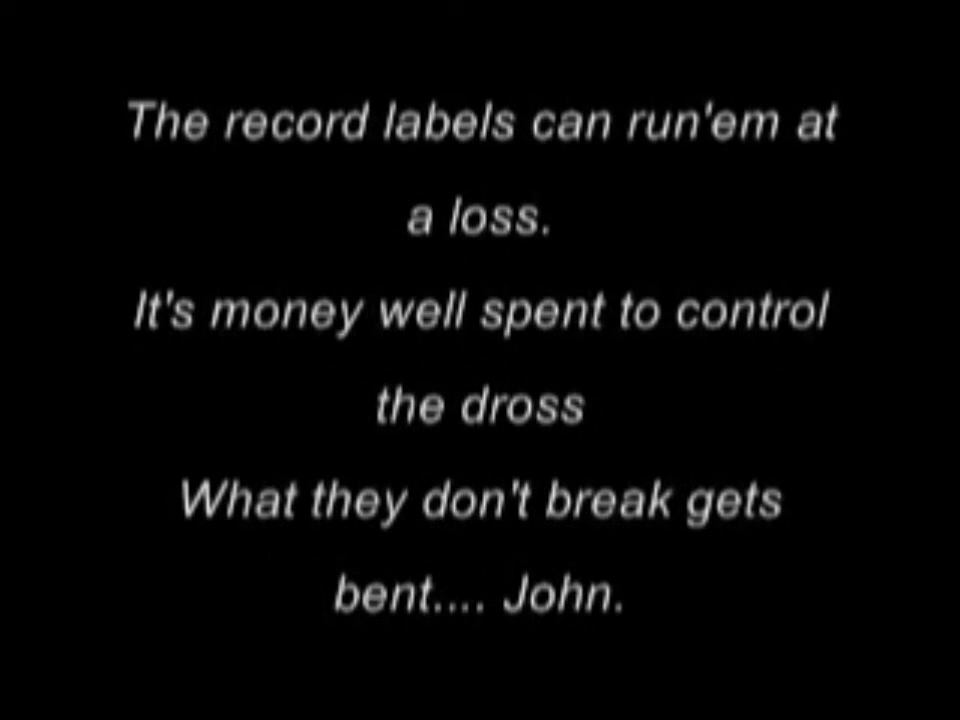 The record labels can run'em at
a loss.
It's money well spent to control
the dross
What they don't break gets
bent.... John.